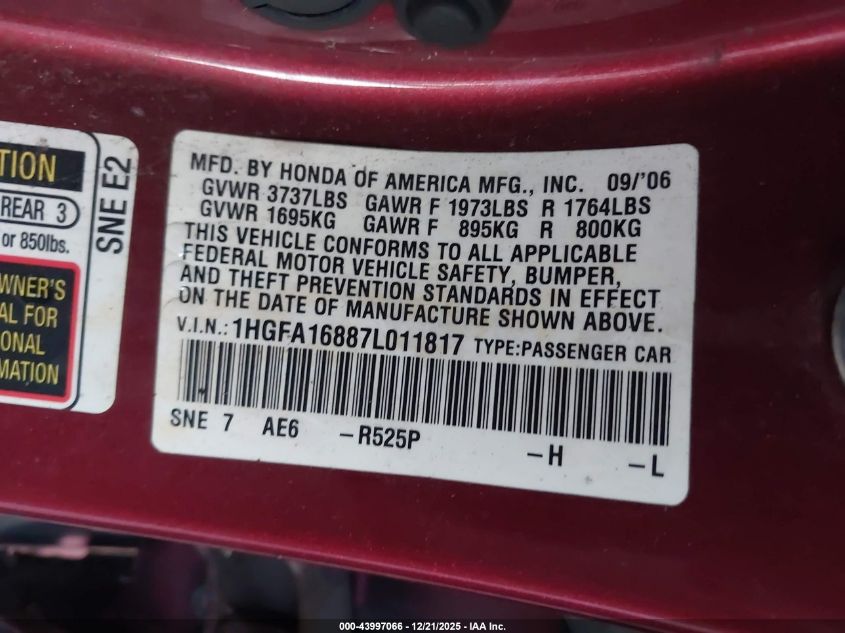 TION
REAR 3
or 850lbs.
WNER'S
AL FOR
ONAL
MATION
SNE E2
MFD. BY HONDA OF AMERICA MFG., INC. 09/'06
GVWR 3737LBS GAWR F 1973LBS R 1764LBS
GVWR 1695KG GAWR F 895KG R 800KG
THIS VEHICLE CONFORMS TO ALL APPLICABLE
FEDERAL MOTOR VEHICLE SAFETY, BUMPER,
AND THEFT PREVENTION STANDARDS IN EFFECT
ON THE DATE OF MANUFACTURE SHOWN ABOVE.
V.I.N.: 1HGFA16887L011817 TYPE:PASSENGER CAR
SNE 7 AE6 -R525P -H -L
000-43997066 - 12/21/2025 - IAA Inc.